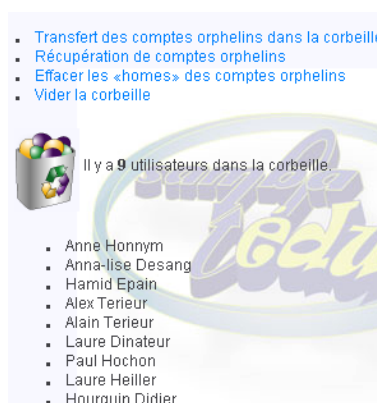 Transfert des comptes orphelins dans la corbeille
Récupération de comptes orphelins
Effacer les «homes» des comptes orphelins
Vider la corbeille
Il y a 9 utilisateurs dans la corbeille.
Anne Honnym
Anna-lise Desang
Hamid Epain
Alex Terieur
Alain Terieur
Laure Dinateur
Paul Hochon
Laure Heiller
Hourquin Didier